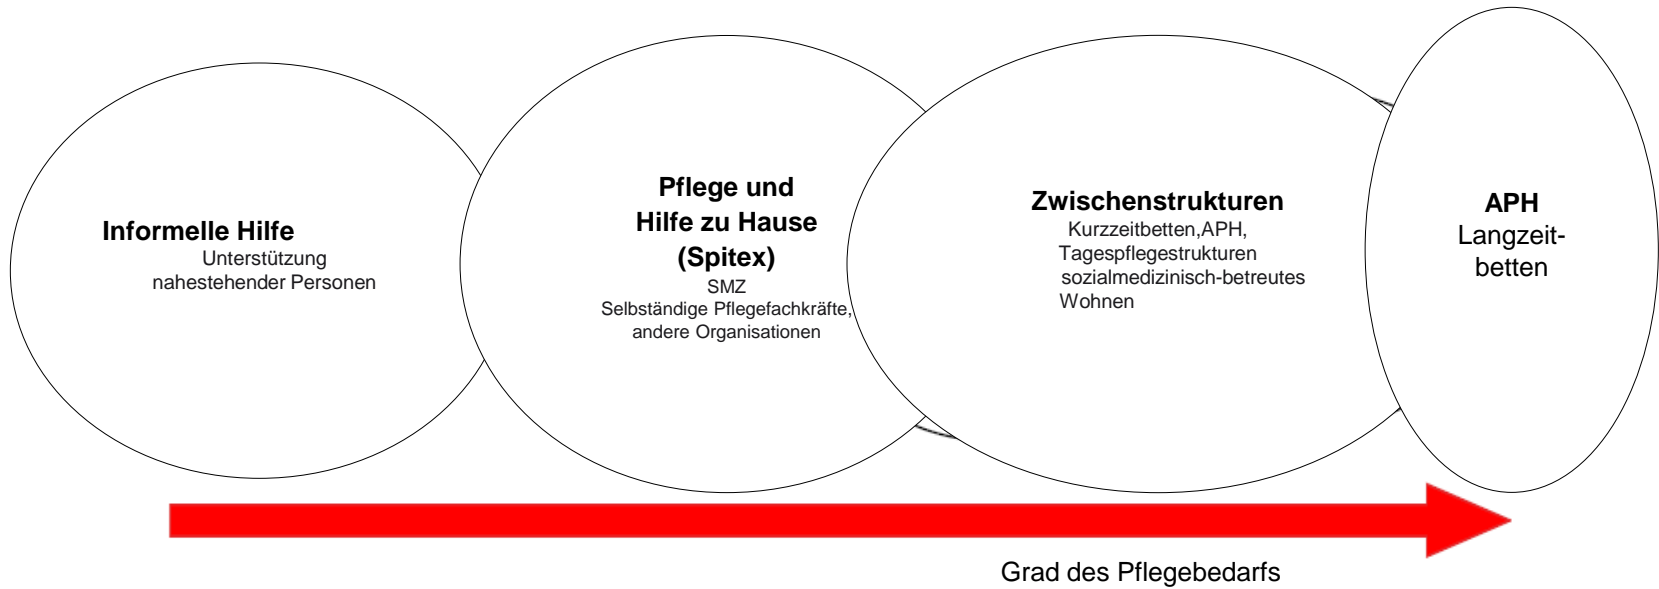 Informelle Hilfe
Unterstützung
nahestehender Personen
Pflege und
Hilfe zu Hause
(Spitex)
SMZ
Selbständige Pflegefachkräfte,
andere Organisationen
Zwischenstrukturen
Kurzzeitbetten,APH,
Tagespflegestrukturen
sozialmedizinisch-betreutes
Wohnen
APH
Langzeit-
betten
Grad des Pflegebedarfs